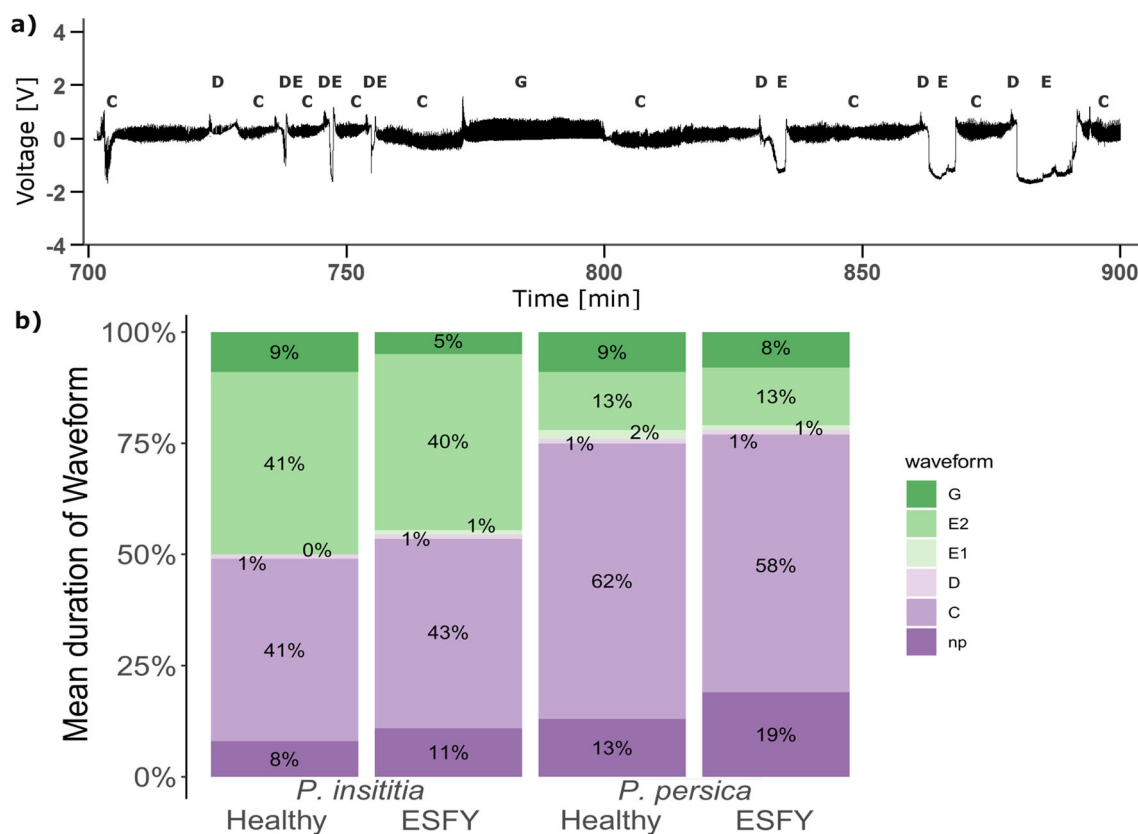 a)
4
2
0
-2
-4
Voltage [V]
D DE DE DE G D E D E D E
C C C C C C C C C
700 750 800 850 900
Time [min]
b)
Mean duration of Waveform
100%
75%
50%
25%
0%
9% 5% 9% 8%
41% 40% 13% 13%
0% 1% 2% 1%
1% 1% 1% 1%
41% 43% 62% 58%
8% 11% 13% 19%
P. insititia P. persica
Healthy ESFY Healthy ESFY
waveform
G
E2
E1
D
C
np